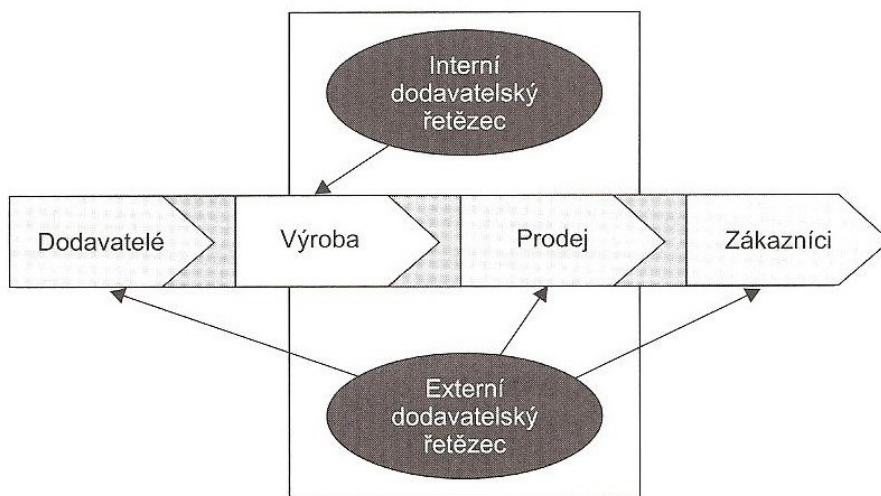 Interní
dodavatelský
řetězec
Dodavatelé
Výroba
Prodej
Zákazníci
Externí
dodavatelský
řetězec